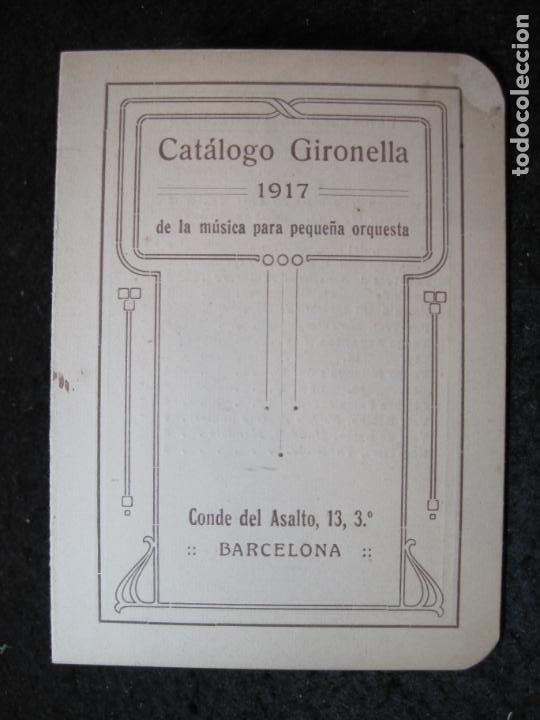 Catálogo Gironella
1917
de la música para pequeña orquesta
Conde del Asalto, 13, 3.º
:: BARCELONA ::
todocoleccion